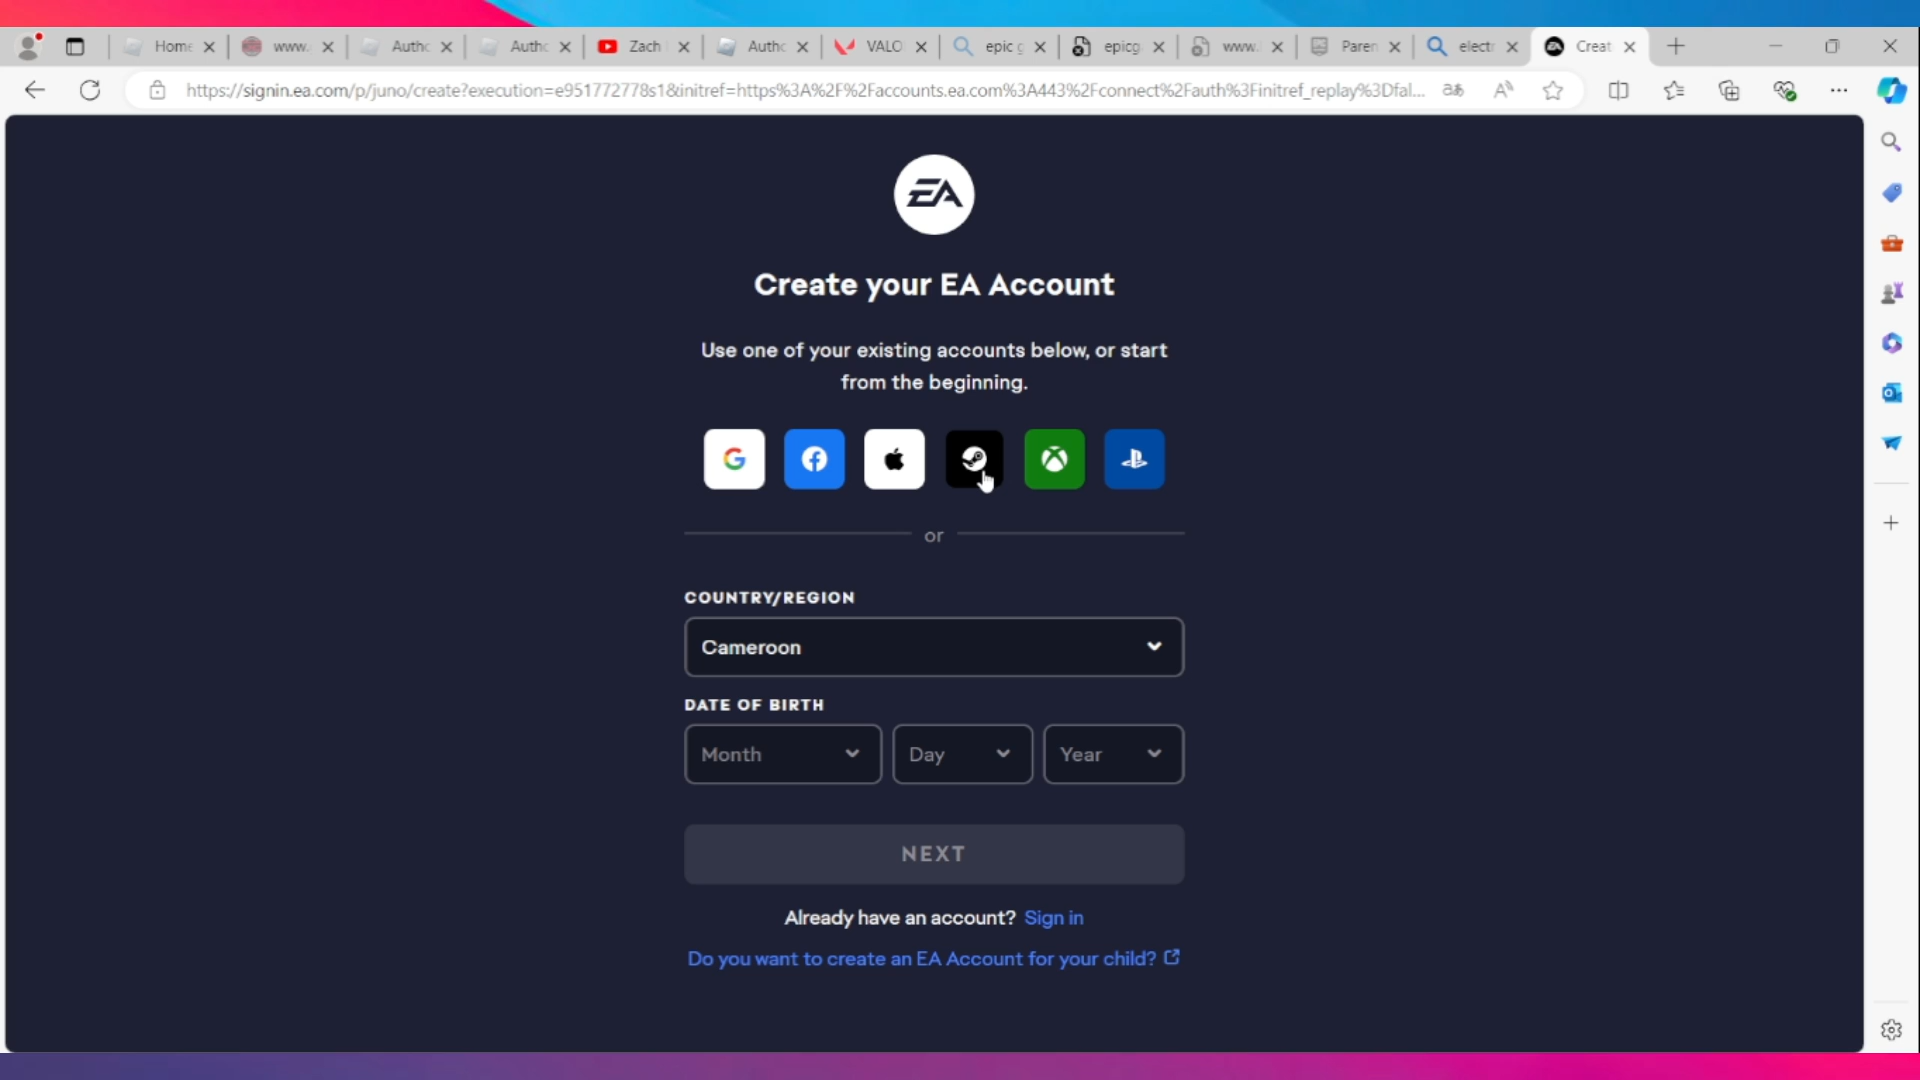 Home
www.
Autho
Autho
Zach
Autho
VALO
epic g
epicg
www.
Paren
electr
Creat
https://signin.ea.com/p/juno/create?execution=e951772778s1&initref=https%3A%2F%2Faccounts.ea.com%3A443%2Fconnect%2Fauth%3Finitref_replay%3Dfal...
EA
Create your EA Account
Use one of your existing accounts below, or start
from the beginning.
or
COUNTRY/REGION
Cameroon
DATE OF BIRTH
Month Day Year
NEXT
Already have an account? Sign in
Do you want to create an EA Account for your child?